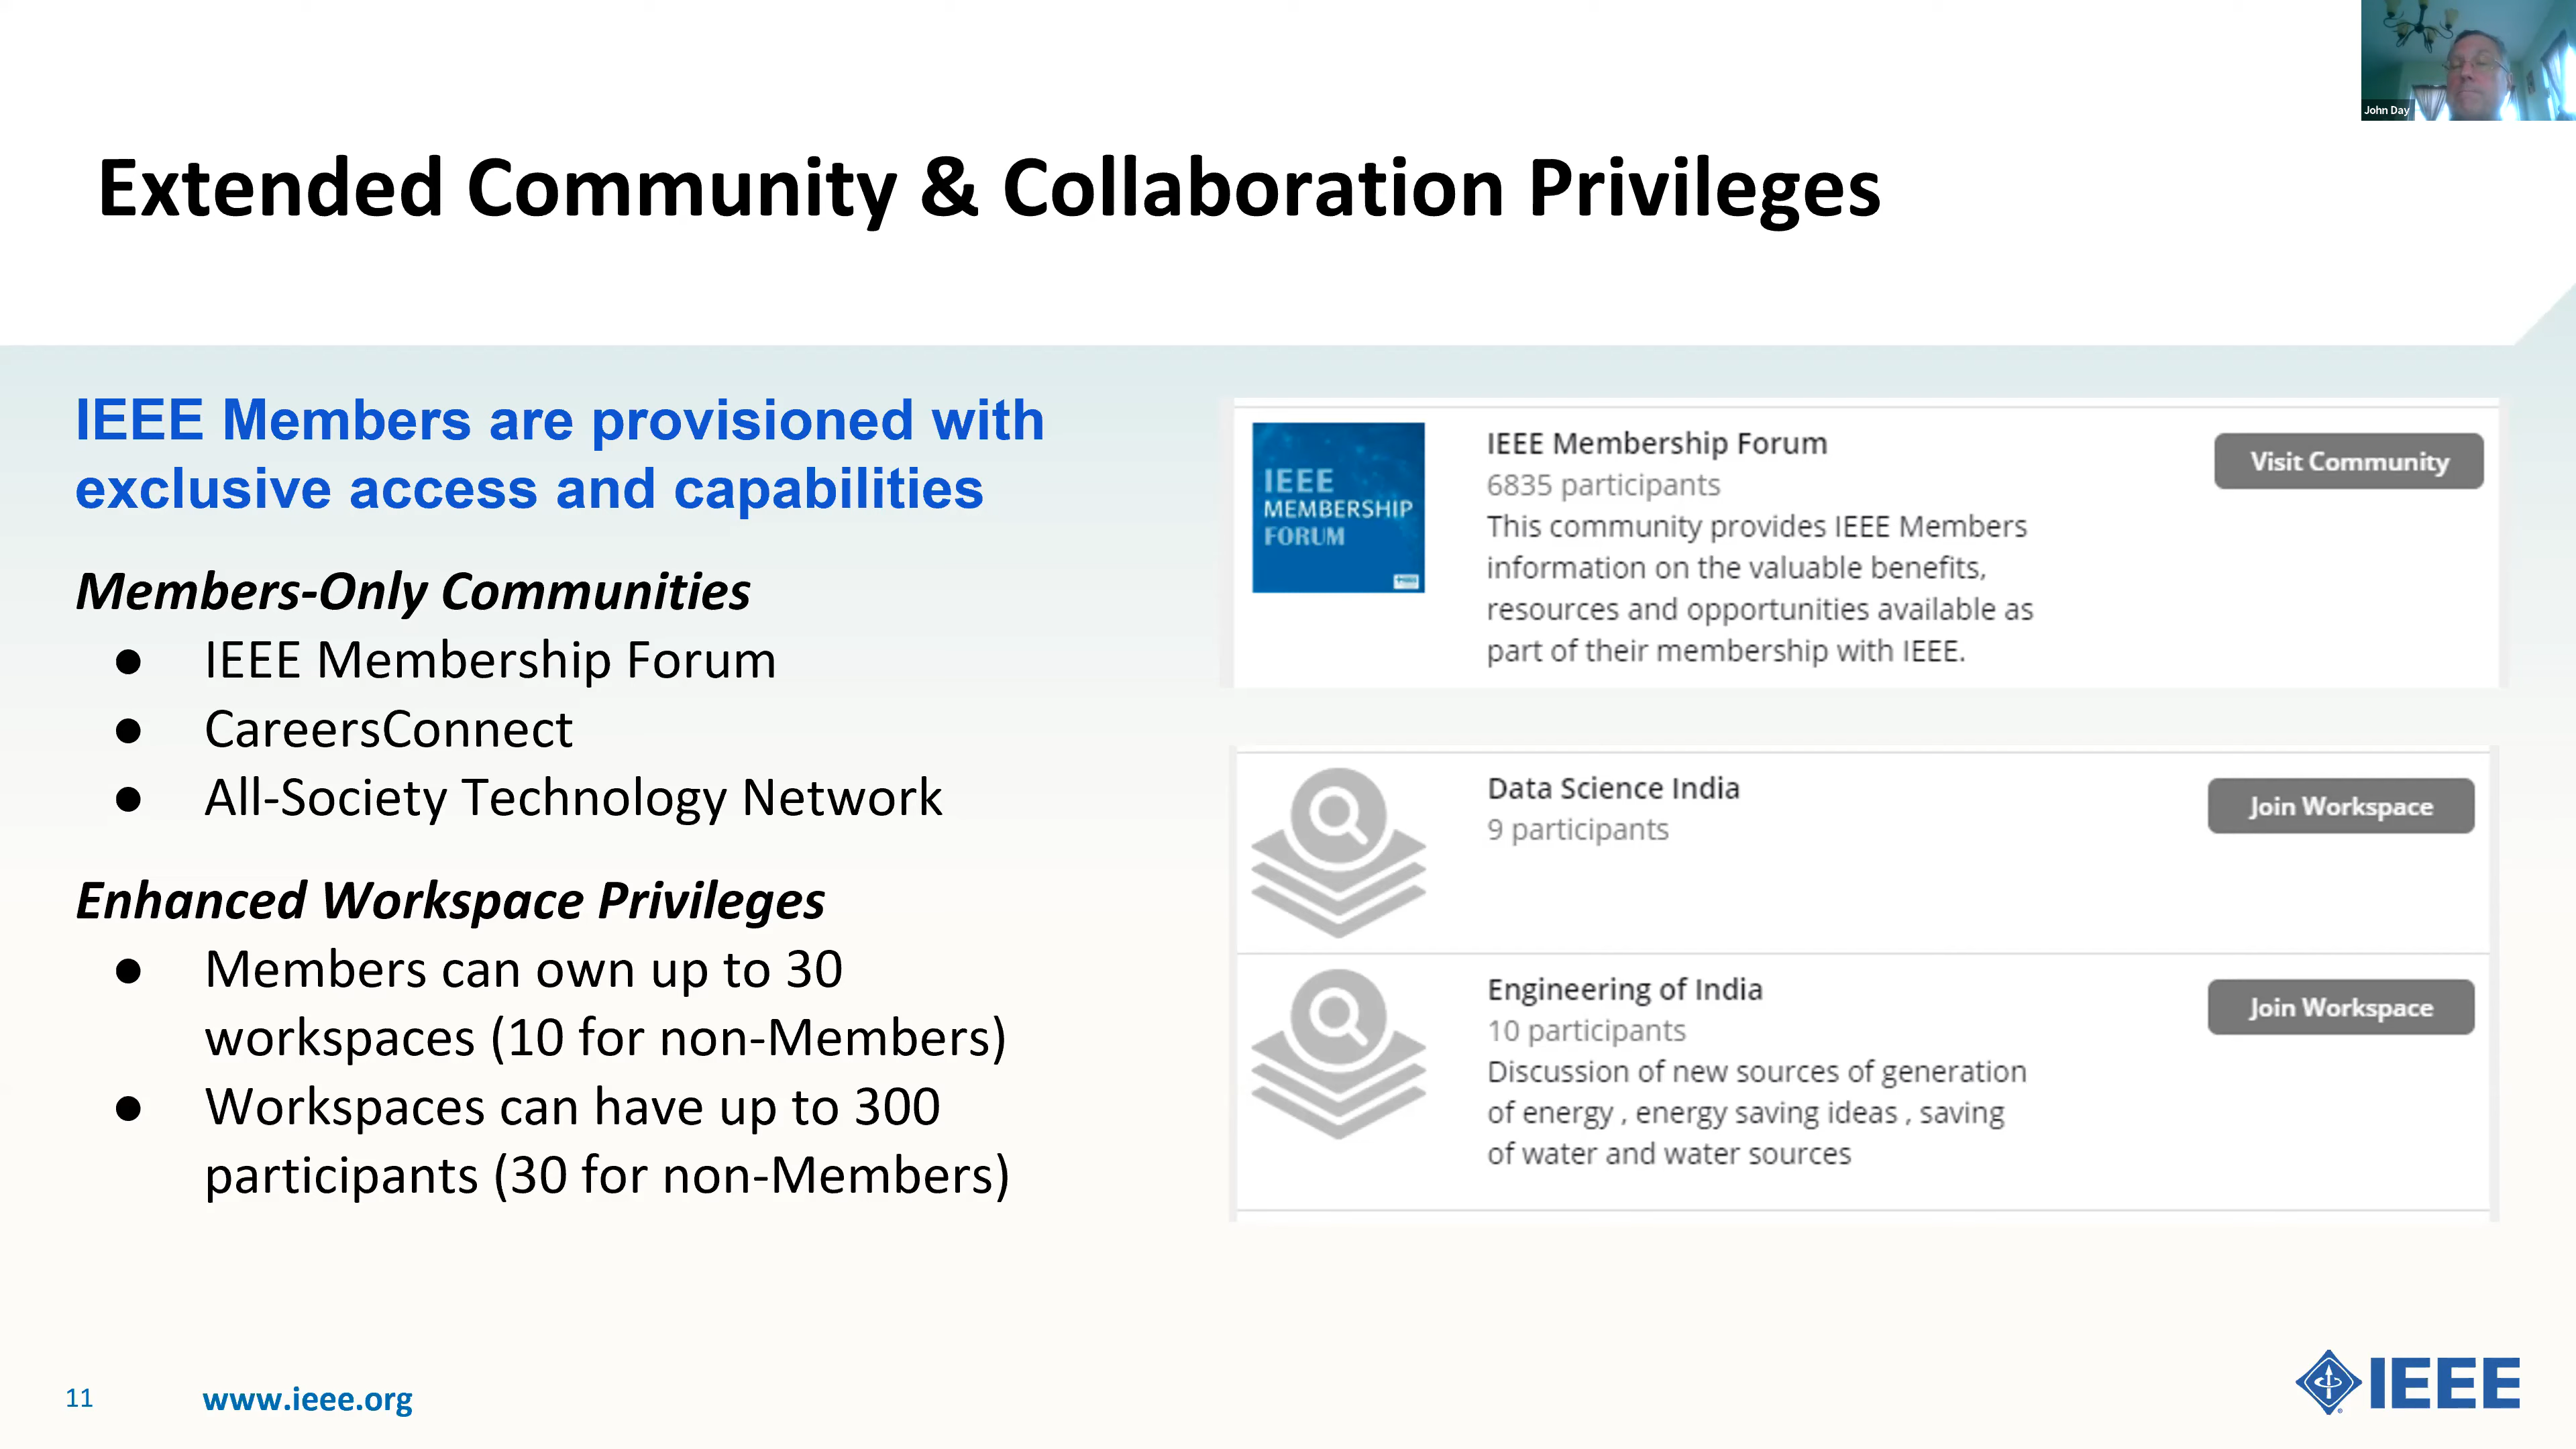 John Day
Extended Community & Collaboration Privileges
IEEE Members are provisioned with
exclusive access and capabilities
Members-Only Communities
● IEEE Membership Forum
● CareersConnect
● All-Society Technology Network
Enhanced Workspace Privileges
● Members can own up to 30
workspaces (10 for non-Members)
● Workspaces can have up to 300
participants (30 for non-Members)
IEEE
MEMBERSHIP
FORUM
IEEE Membership Forum
6835 participants
This community provides IEEE Members
information on the valuable benefits,
resources and opportunities available as
part of their membership with IEEE.
Visit Community
Data Science India
9 participants
Join Workspace
Engineering of India
10 participants
Discussion of new sources of generation
of energy , energy saving ideas , saving
of water and water sources
Join Workspace
11
www.ieee.org
IEEE